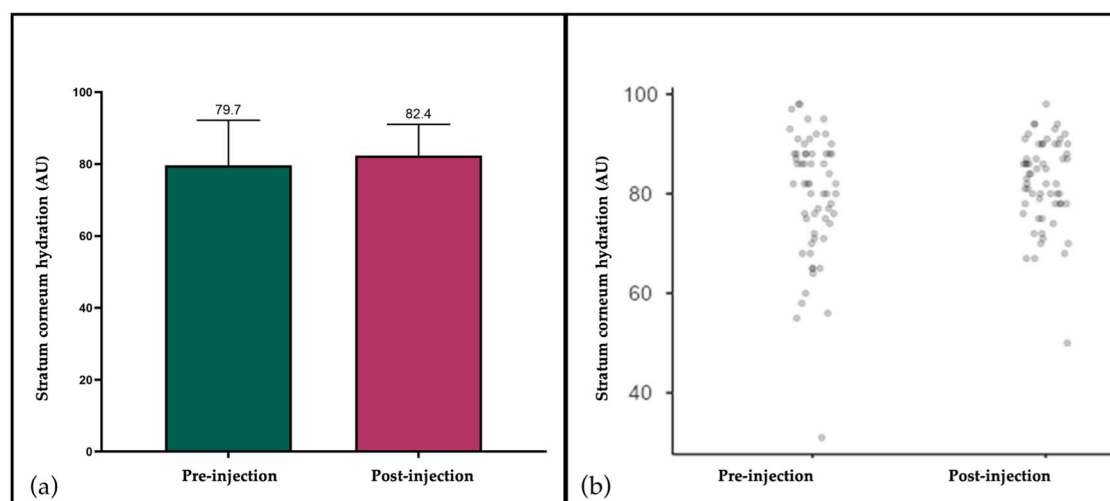 Stratum corneum hydration (AU)
100
80
60
40
20
0
79.7
82.4
Pre-injection
Post-injection
(a)
Stratum corneum hydration (AU)
100
80
60
40
Pre-injection
Post-injection
(b)